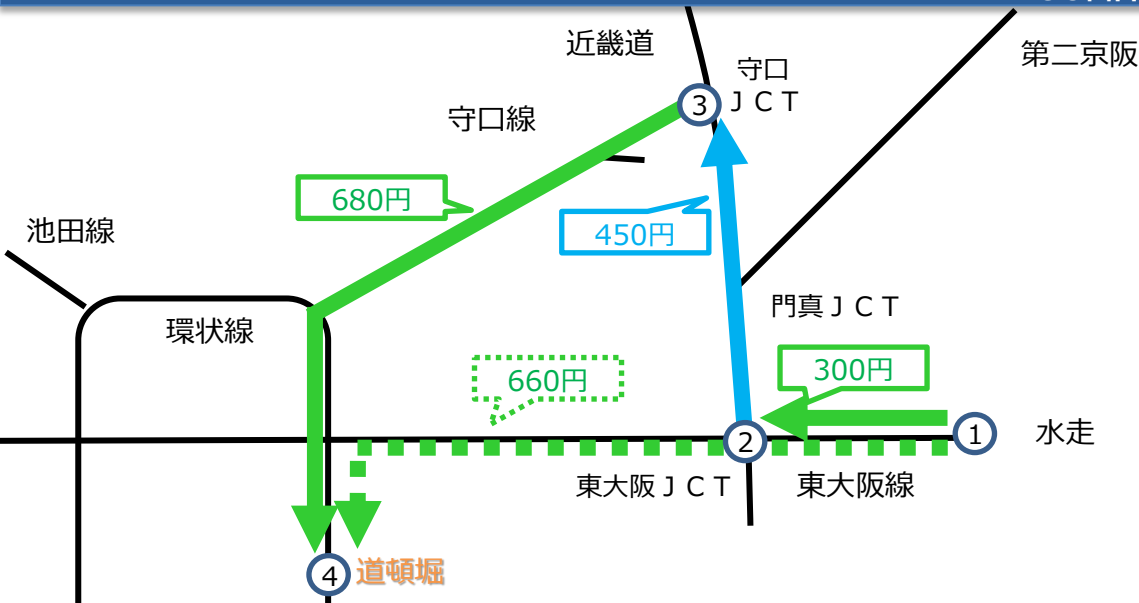 近畿道
守口
ＪＣＴ
第二京阪
③
守口線
680円
池田線
450円
環状線
門真ＪＣＴ
660円
300円
②
①
水走
東大阪ＪＣＴ
東大阪線
④
道頓堀